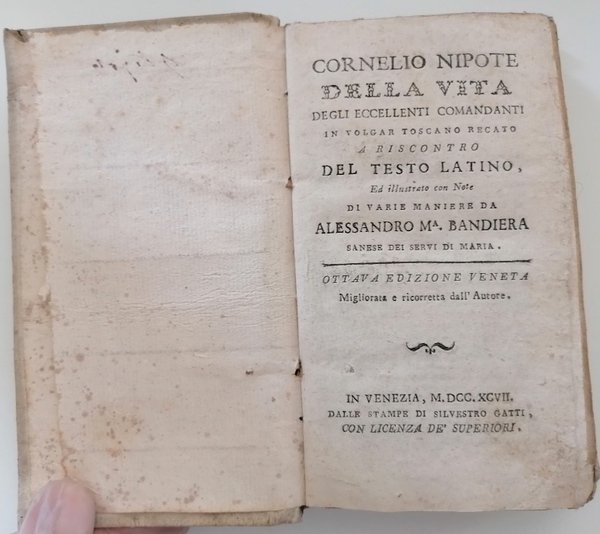 CORNELIO NIPOTE
DELLA VITA
DEGLI ECCELLENTI COMANDANTI
IN VOLGAR TOSCANO RECATO
A RISCONTRO
DEL TESTO LATINO,
Ed illustrato con Note
DI VARIE MANIERE DA
ALESSANDRO Mᴬ. BANDIERA
SANESE DEI SERVI DI MARIA.
OTTAVA EDIZIONE VENETA
Migliorata e ricorretta dall' Autore.
IN VENEZIA, M.DCC.XCVII.
DALLE STAMPE DI SILVESTRO GATTI,
CON LICENZA DE' SUPERIORI.